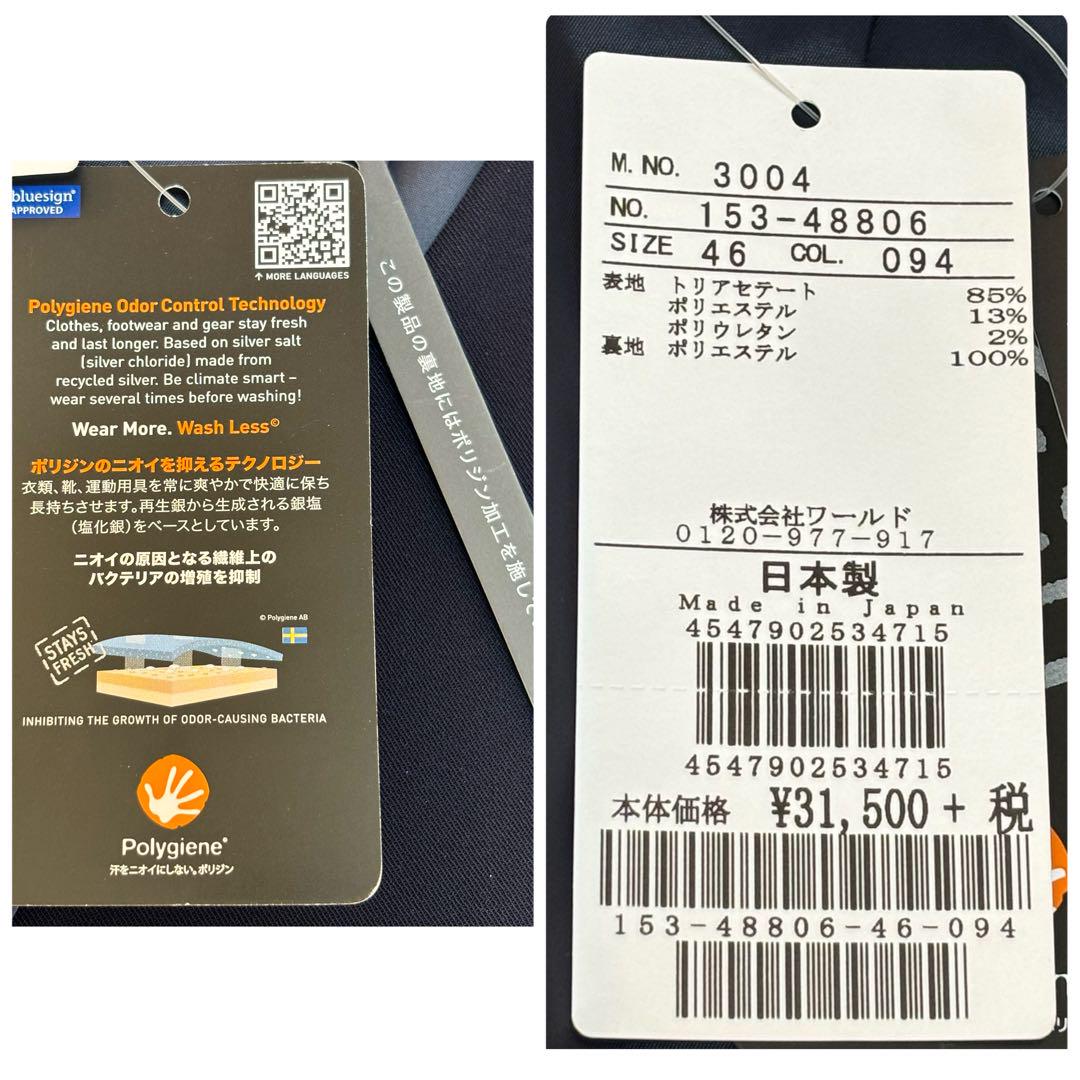 bluesign®
APPROVED
↑ MORE LANGUAGES
Polygiene Odor Control Technology
Clothes, footwear and gear stay fresh
and last longer. Based on silver salt
(silver chloride) made from
recycled silver. Be climate smart –
wear several times before washing!
Wear More. Wash Less©
ポリジンのニオイを抑えるテクノロジー
衣類、靴、運動用具を常に爽やかで快適に保ち
長持ちさせます。再生銀から生成される銀塩
(塩化銀)をベースとしています。
ニオイの原因となる繊維上の
バクテリアの増殖を抑制
© Polygiene AB
STAYS
FRESH
INHIBITING THE GROWTH OF ODOR-CAUSING BACTERIA
Polygiene®
汗をニオイにしない。ポリジン
この製品の裏地にはポリジン加工を施して
M. NO. 3004
NO. 153-48806
SIZE 46 COL. 094
表地 トリアセテート 85%
ポリエステル 13%
ポリウレタン 2%
裏地 ポリエステル 100%
株式会社ワールド
0120-977-917
日本製
Made in Japan
4547902534715
4547902534715
本体価格 ¥31,500 + 税
153-48806-46-094